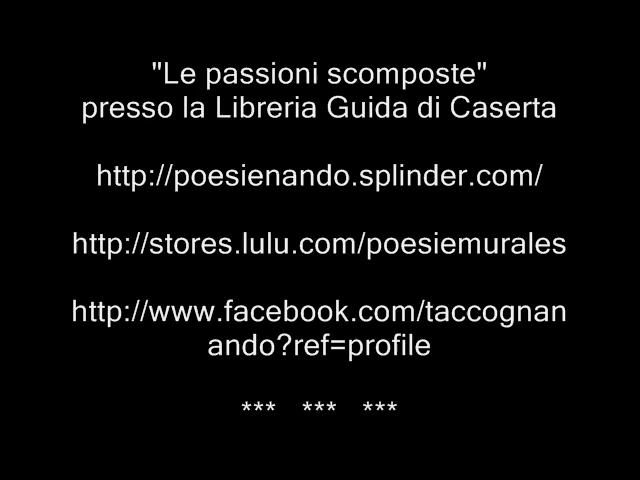 "Le passioni scomposte"
presso la Libreria Guida di Caserta
http://poesienando.splinder.com/
http://stores.lulu.com/poesiemurales
http://www.facebook.com/taccognan
ando?ref=profile
*** *** ***